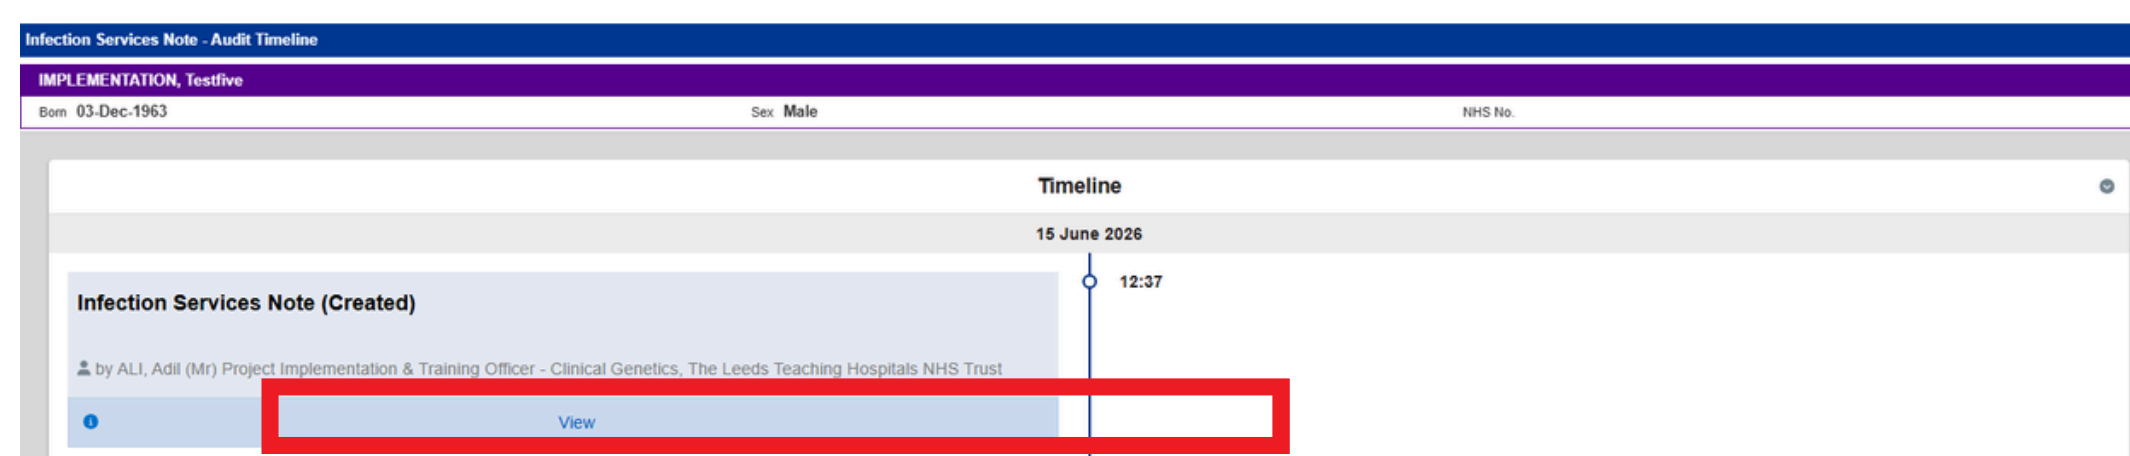 Infection Services Note - Audit Timeline
IMPLEMENTATION, Testfive
Born 03-Dec-1963 Sex Male NHS No.
Timeline
15 June 2026
12:37
Infection Services Note (Created)
by ALI, Adil (Mr) Project Implementation & Training Officer - Clinical Genetics, The Leeds Teaching Hospitals NHS Trust
View